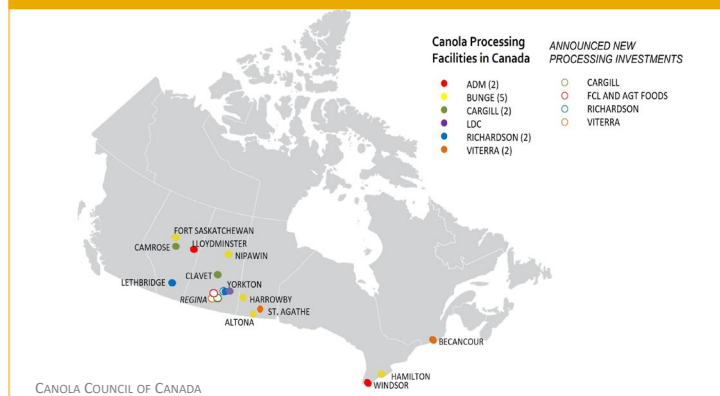 Canola Processing
Facilities in Canada
ADM (2)
BUNGE (5)
CARGILL (2)
LDC
RICHARDSON (2)
VITERRA (2)
ANNOUNCED NEW
PROCESSING INVESTMENTS
CARGILL
FCL AND AGT FOODS
RICHARDSON
VITERRA
FORT SASKATCHEWAN
CAMROSE
LLOYDMINSTER
NIPAWIN
CLAVET
LETHBRIDGE
YORKTON
REGINA
HARROWBY
ST. AGATHE
ALTONA
BECANCOUR
HAMILTON
WINDSOR
CANOLA COUNCIL OF CANADA